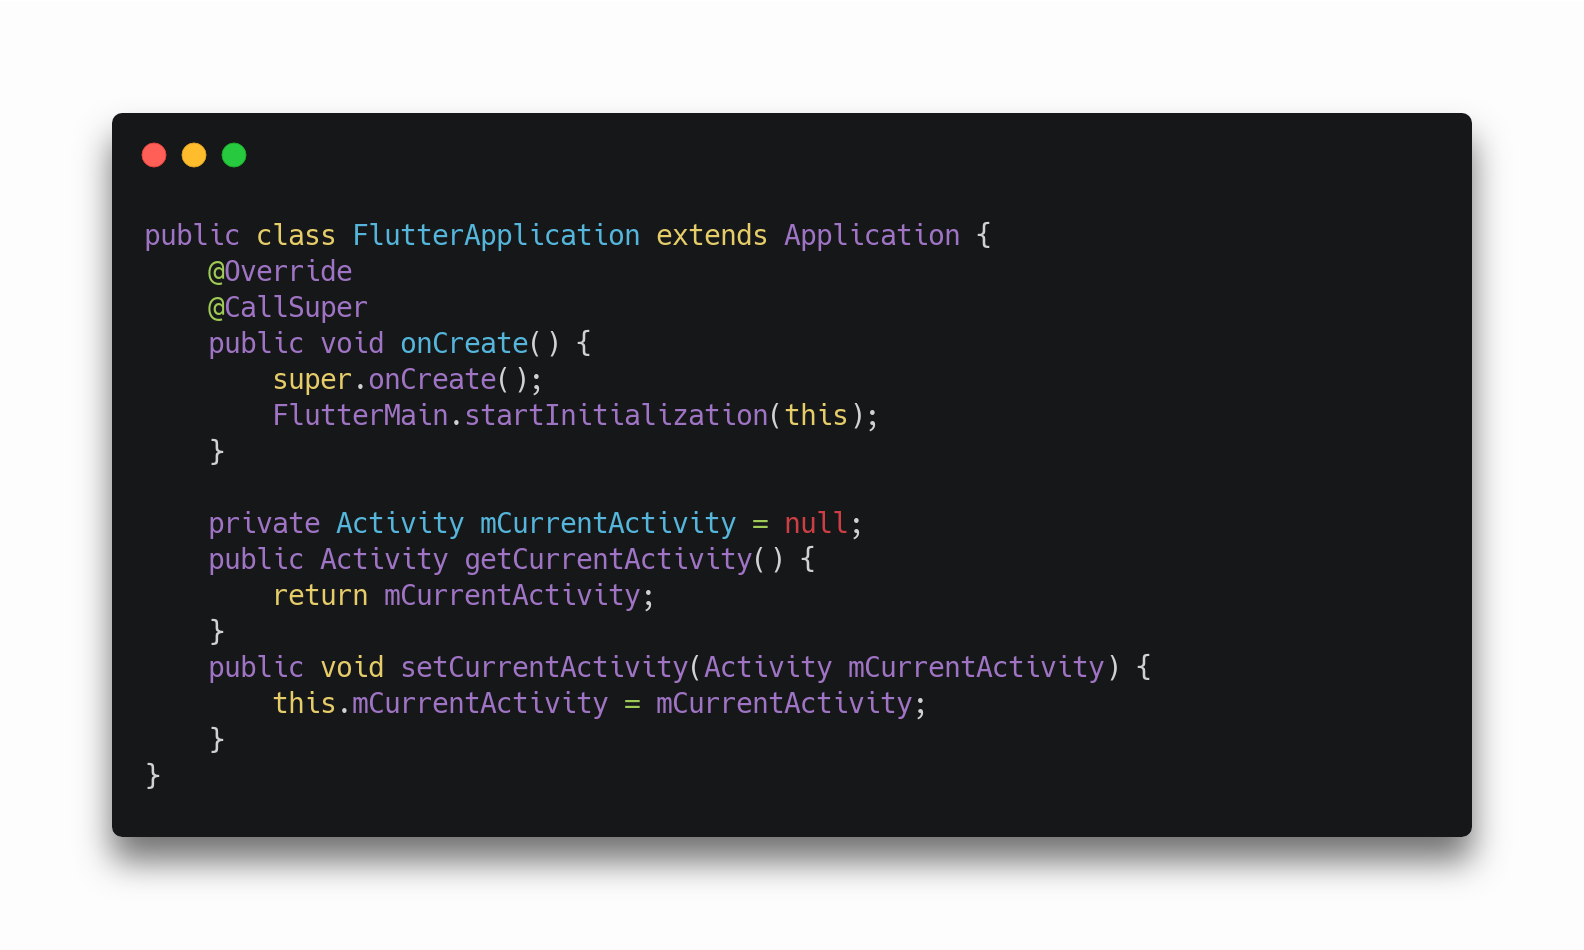 public class FlutterApplication extends Application {
    @Override
    @CallSuper
    public void onCreate() {
        super.onCreate();
        FlutterMain.startInitialization(this);
    }

    private Activity mCurrentActivity = null;
    public Activity getCurrentActivity() {
        return mCurrentActivity;
    }
    public void setCurrentActivity(Activity mCurrentActivity) {
        this.mCurrentActivity = mCurrentActivity;
    }
}